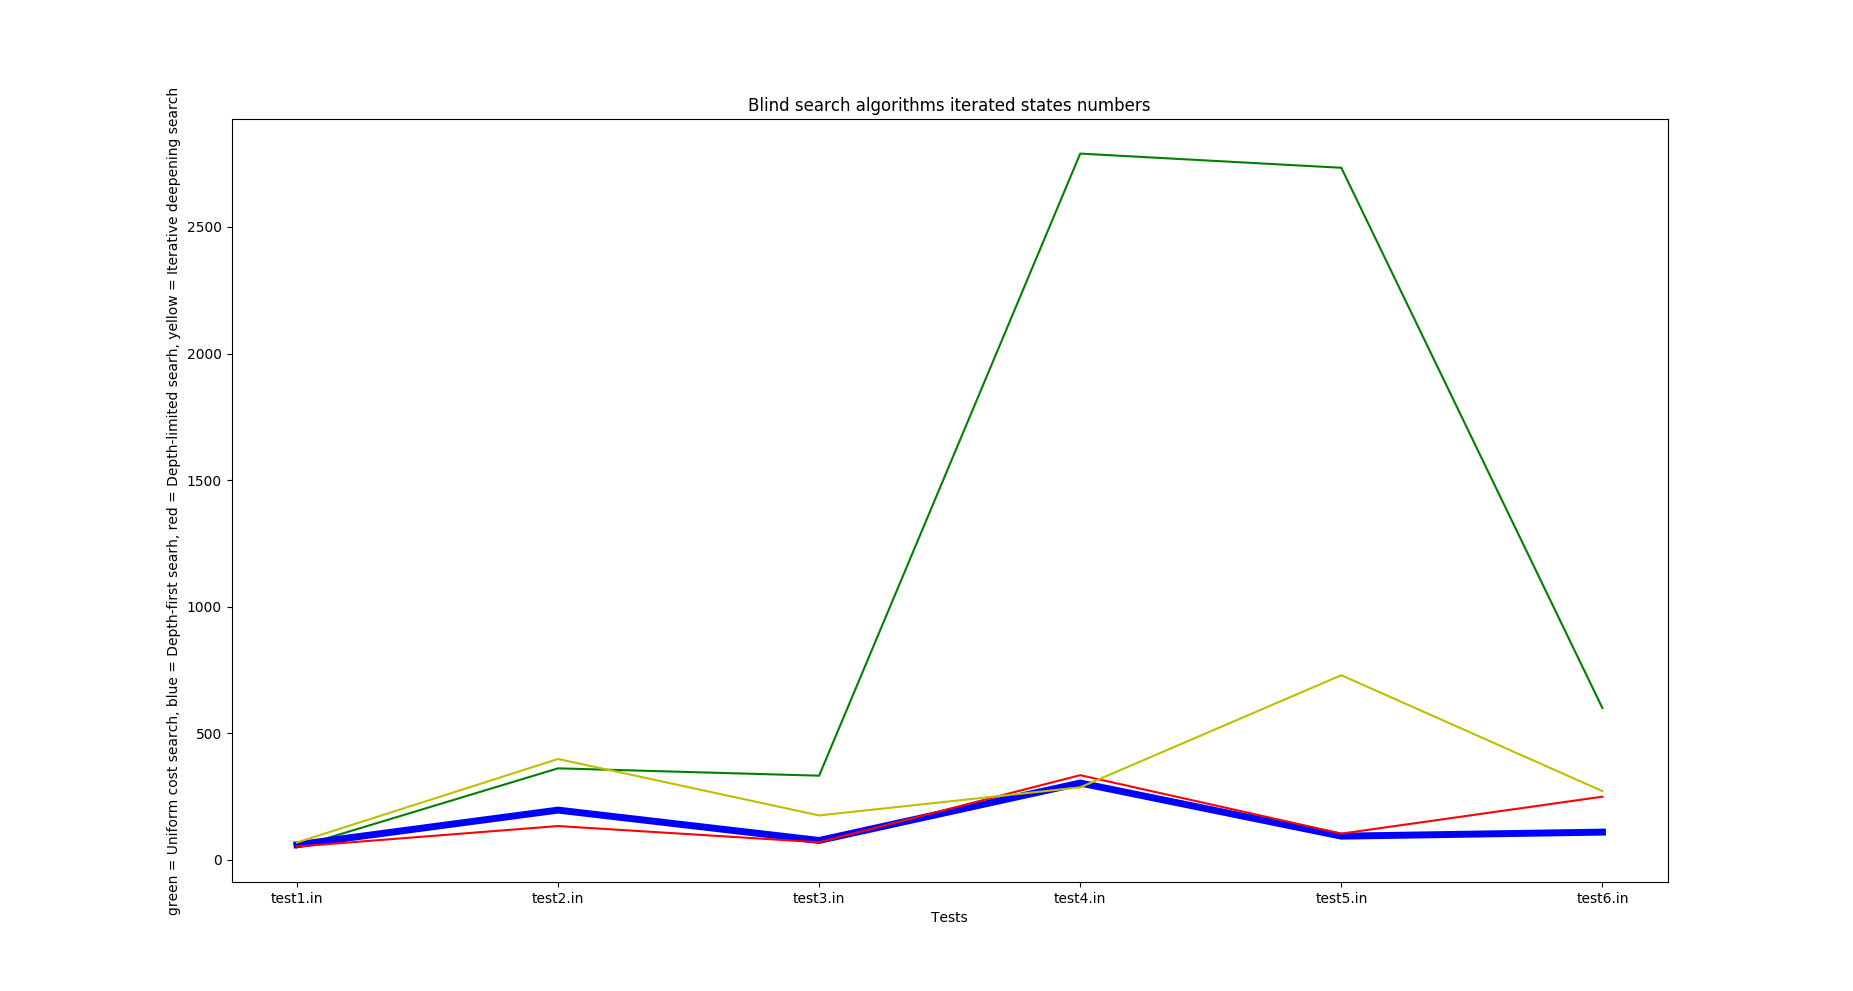 Blind search algorithms iterated states numbers
green = Uniform cost search, blue = Depth-first searh, red = Depth-limited searh, yellow = Iterative deepening search
2500
2000
1500
1000
500
0
test1.in test2.in test3.in test4.in test5.in test6.in
Tests